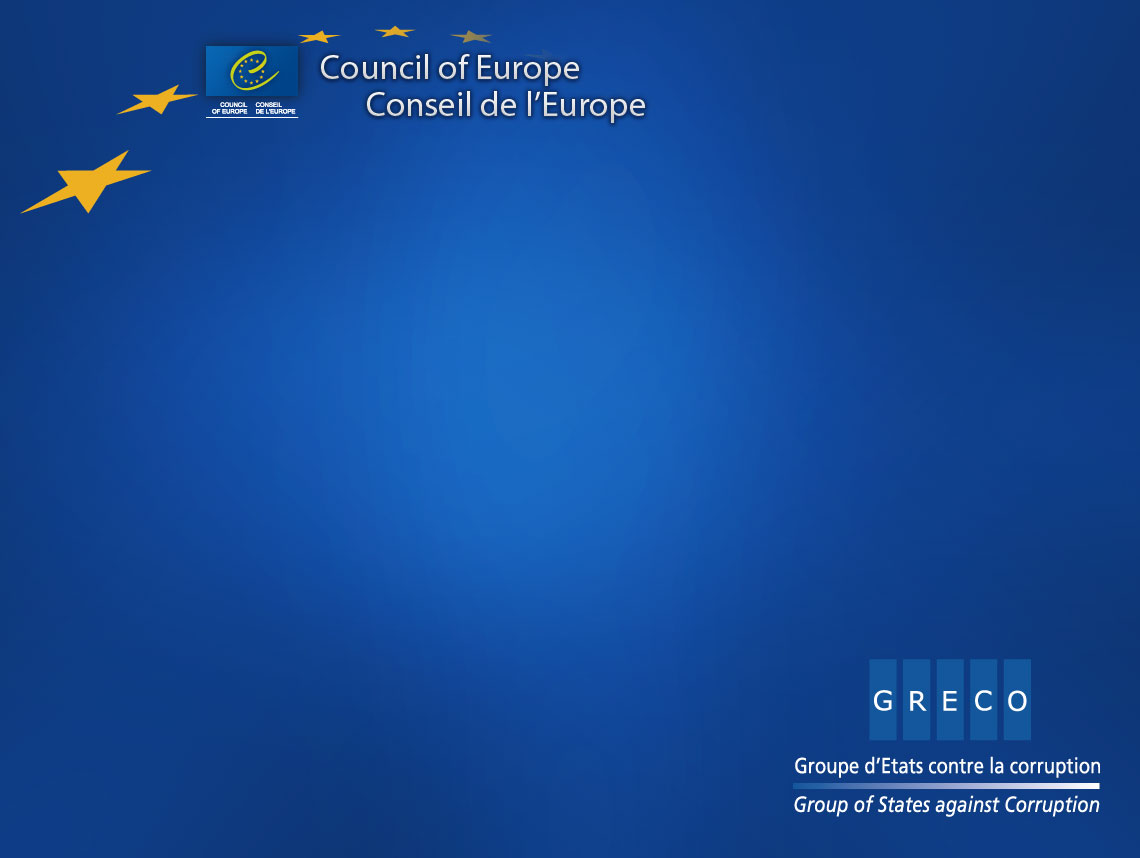 Council of Europe
Conseil de l'Europe
COUNCIL CONSEIL
OF EUROPE DE L'EUROPE
G R E C O
Groupe d'Etats contre la corruption
Group of States against Corruption